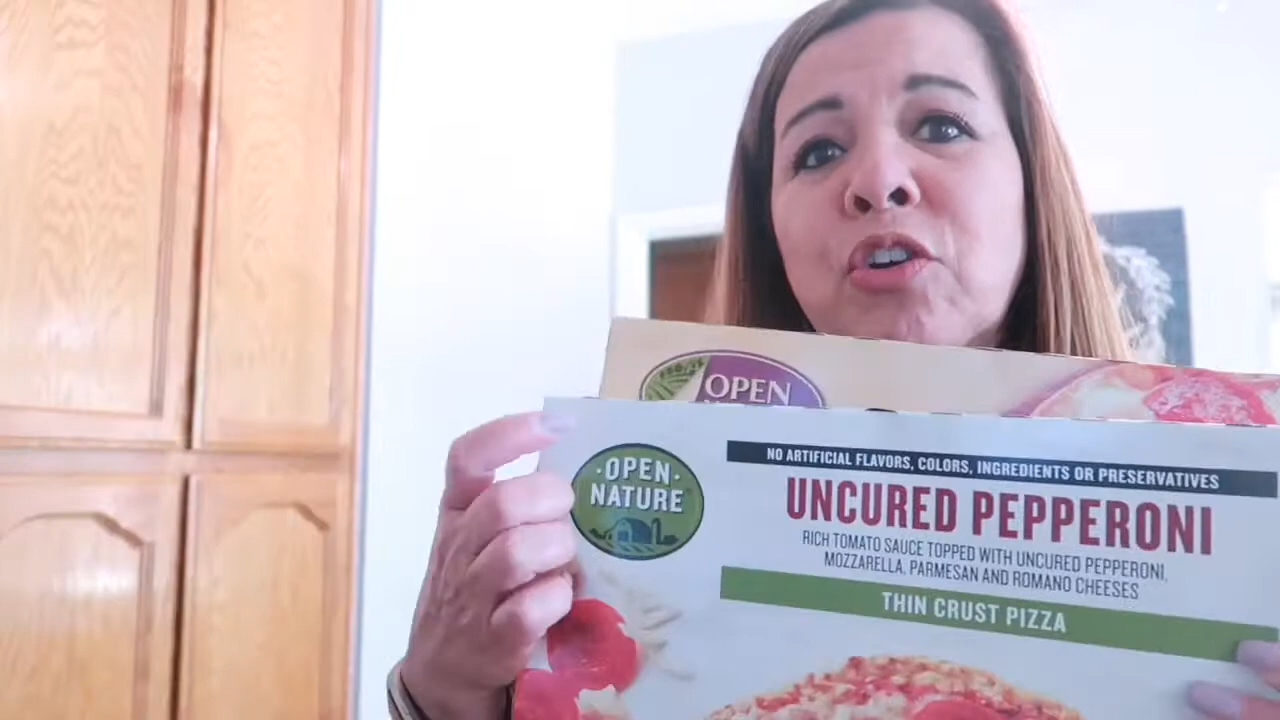 OPEN
·OPEN·
NATURE
NO ARTIFICIAL FLAVORS, COLORS, INGREDIENTS OR PRESERVATIVES
UNCURED PEPPERONI
RICH TOMATO SAUCE TOPPED WITH UNCURED PEPPERONI,
MOZZARELLA, PARMESAN AND ROMANO CHEESES
THIN CRUST PIZZA